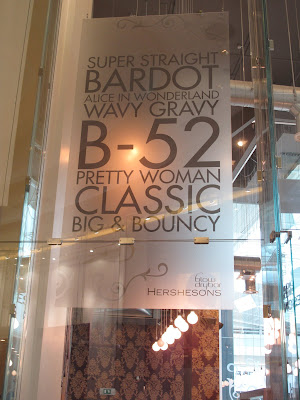 SUPER STRAIGHT
BARDOT
ALICE IN WONDERLAND
WAVY GRAVY
B-52
PRETTY WOMAN
CLASSIC
BIG & BOUNCY
HERSHESONS